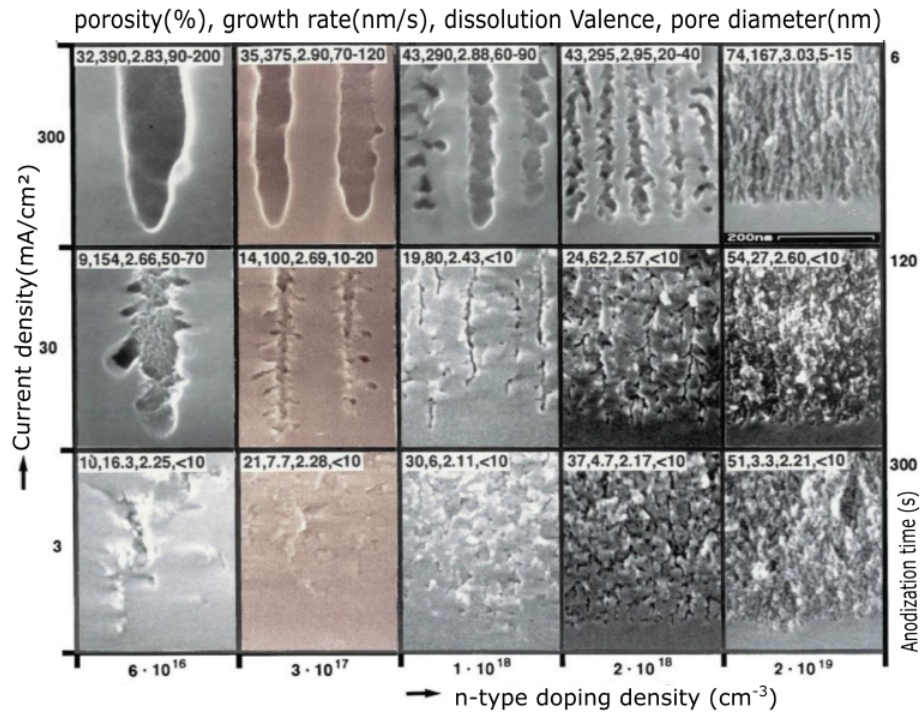 porosity(%), growth rate(nm/s), dissolution Valence, pore diameter(nm)
32,390,2.83,90-200
35,375,2.90,70-120
43,290,2.88,60-90
43,295,2.95,20-40
74,167,3.03,5-15
6
300
200nm
9,154,2.66,50-70
14,100,2.69,10-20
19,80,2.43,<10
24,62,2.57,<10
54,27,2.60,<10
120
30
10,16.3,2.25,<10
21,7.7,2.28,<10
30,6,2.11,<10
37,4.7,2.17,<10
51,3.3,2.21,<10
300
3
Current density(mA/cm²)
Anodization time (s)
6 · 10¹⁶
3 · 10¹⁷
1 · 10¹⁸
2 · 10¹⁸
2 · 10¹⁹
n-type doping density (cm⁻³)